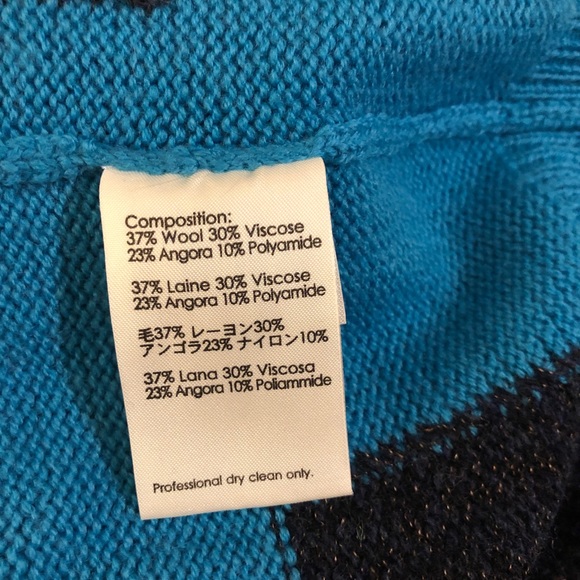 Composition:
37% Wool 30% Viscose
23% Angora 10% Polyamide
37% Laine 30% Viscose
23% Angora 10% Polyamide
毛37% レーヨン30%
アンゴラ23% ナイロン10%
37% Lana 30% Viscosa
23% Angora 10% Poliammide
Professional dry clean only.